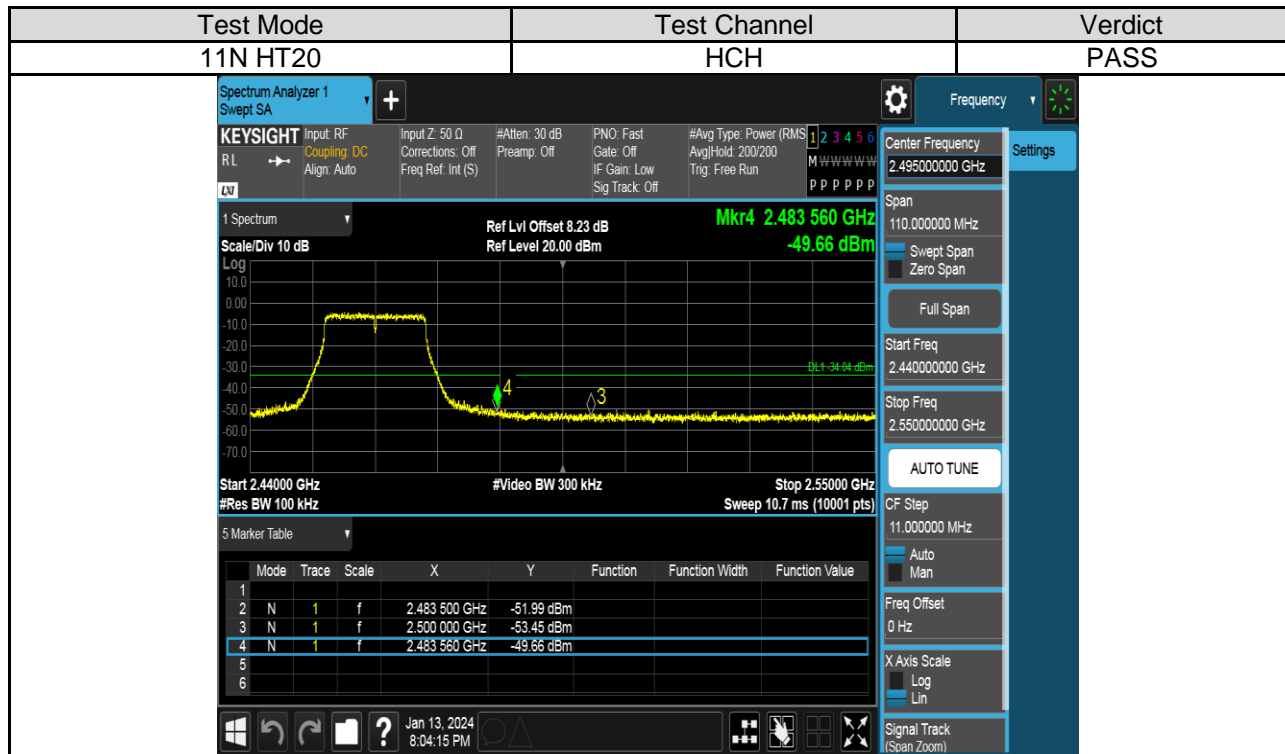 Test Mode Test Channel Verdict
11N HT20 HCH PASS
Spectrum Analyzer 1
Swept SA
+
Frequency
KEYSIGHT Input: RF Input Z: 50 Ω #Atten: 30 dB PNO: Fast #Avg Type: Power (RMS 1 2 3 4 5 6
RL Coupling: DC Corrections: Off Preamp: Off Gate: Off Avg|Hold: 200/200 M W W W W W
Align: Auto Freq Ref: Int (S) IF Gain: Low Trig: Free Run
LXI Sig Track: Off P P P P P P
1 Spectrum Ref Lvl Offset 8.23 dB Mkr4 2.483 560 GHz
Scale/Div 10 dB Ref Level 20.00 dBm -49.66 dBm
Log
10.0
0.00
-10.0
-20.0
-30.0
DL1 -34.04 dBm
-40.0
4 3
-50.0
-60.0
-70.0
Start 2.44000 GHz #Video BW 300 kHz Stop 2.55000 GHz
#Res BW 100 kHz Sweep 10.7 ms (10001 pts)
5 Marker Table
Mode Trace Scale X Y Function Function Width Function Value
1
2 N 1 f 2.483 500 GHz -51.99 dBm
3 N 1 f 2.500 000 GHz -53.45 dBm
4 N 1 f 2.483 560 GHz -49.66 dBm
5
6
?
Jan 13, 2024
8:04:15 PM
Center Frequency
2.495000000 GHz
Settings
Span
110.000000 MHz
Swept Span
Zero Span
Full Span
Start Freq
2.440000000 GHz
Stop Freq
2.550000000 GHz
AUTO TUNE
CF Step
11.000000 MHz
Auto
Man
Freq Offset
0 Hz
X Axis Scale
Log
Lin
Signal Track
(Span Zoom)